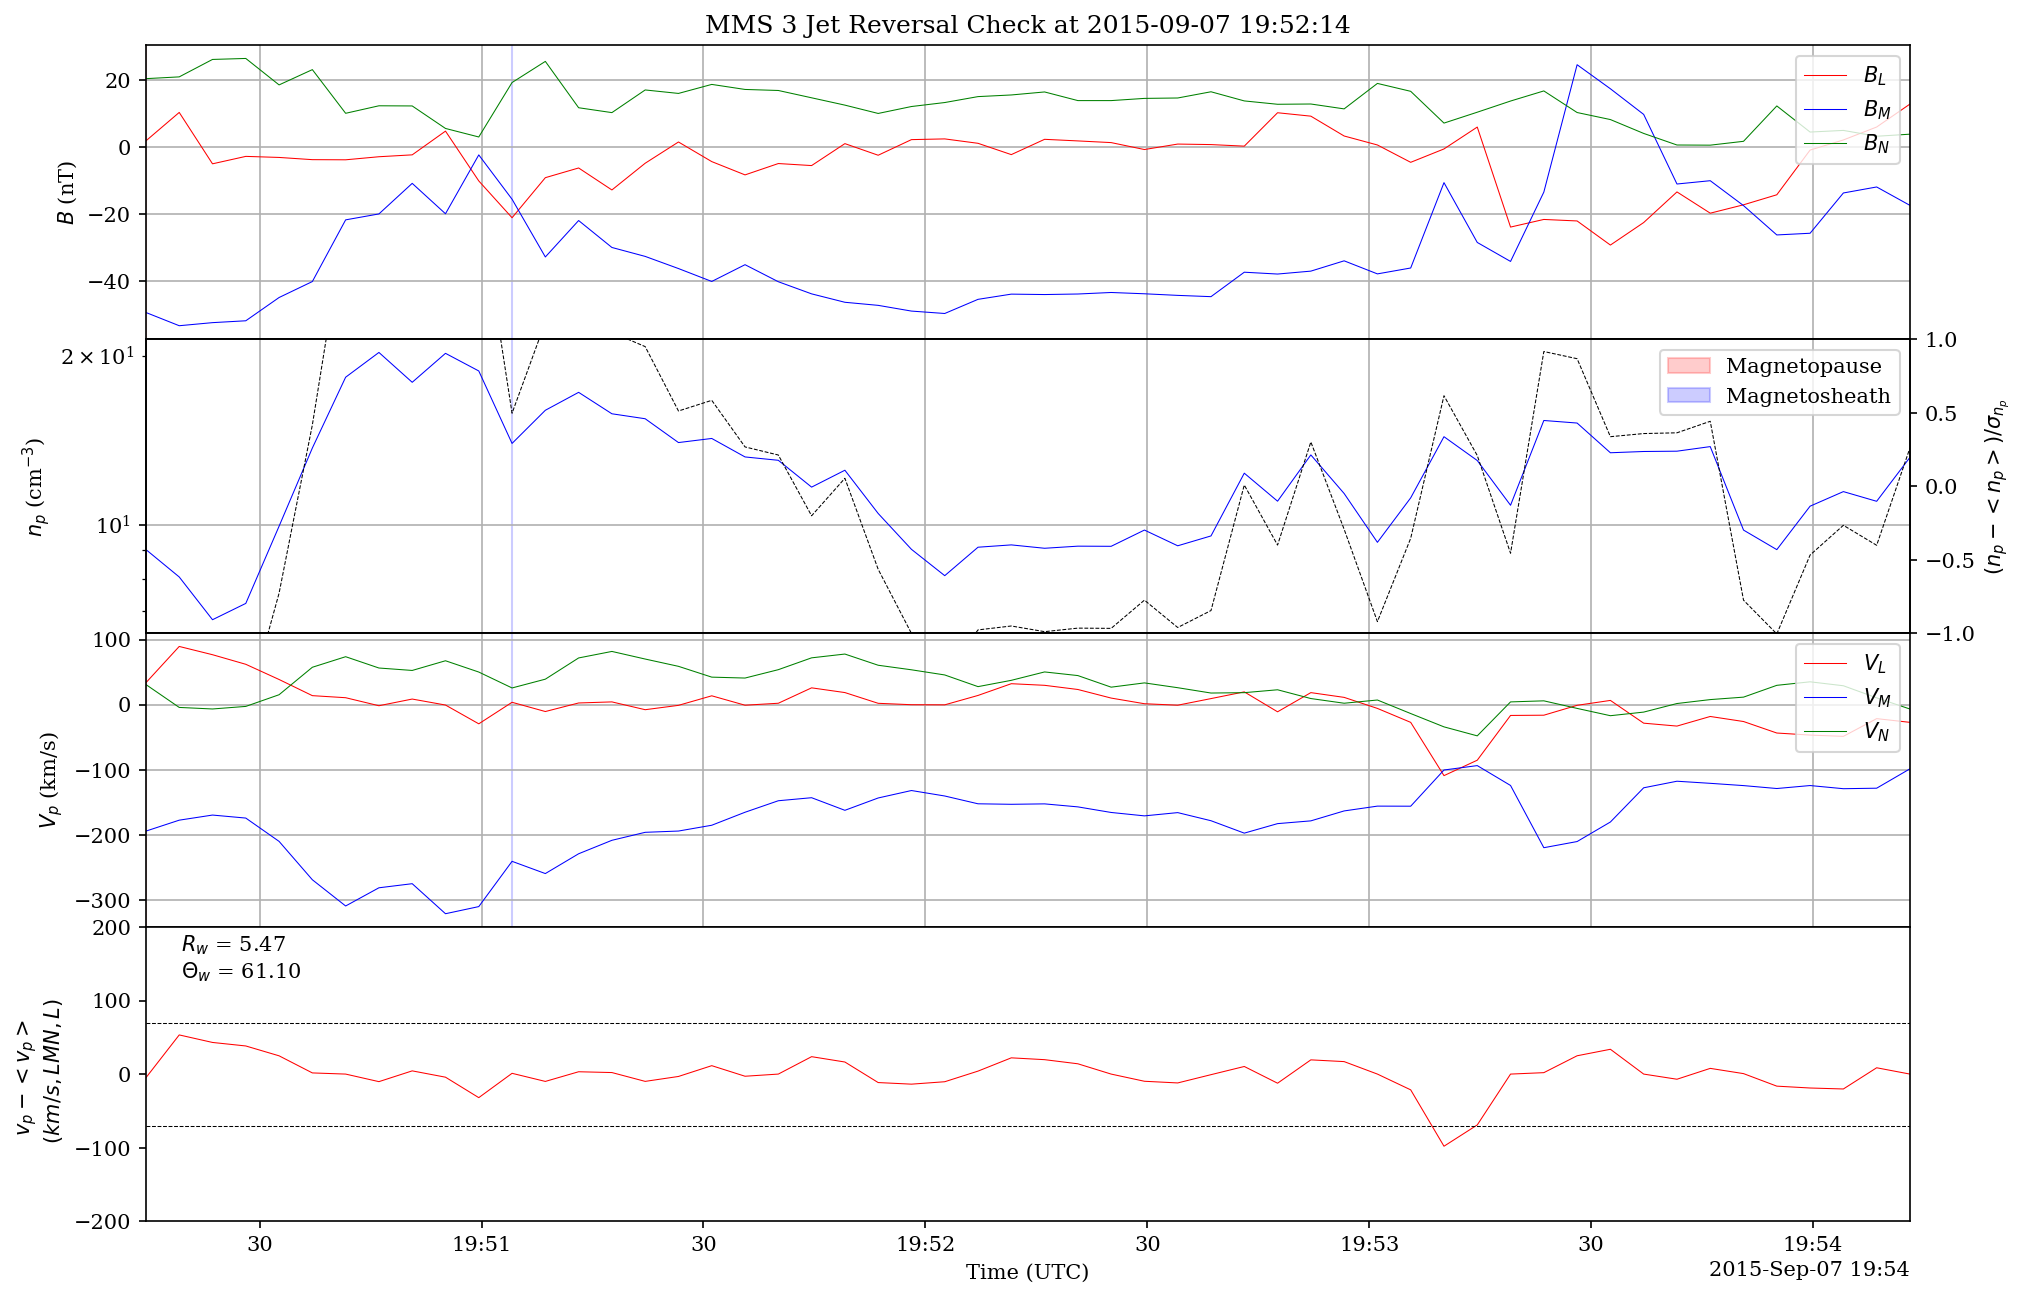 MMS 3 Jet Reversal Check at 2015-09-07 19:52:14
20
0
−20
−40
B (nT)
B_L
B_M
B_N
2 × 10^1
10^1
n_p (cm^{−3})
Magnetopause
Magnetosheath
1.0
0.5
0.0
−0.5
−1.0
(n_p − < n_p >)/σ_{n_p}
100
0
−100
−200
−300
V_p (km/s)
V_L
V_M
V_N
200
100
0
−100
−200
v_p − < v_p >
(km/s, LMN, L)
R_w = 5.47
Θ_w = 61.10
30 19:51 30 19:52 30 19:53 30 19:54
Time (UTC)
2015-Sep-07 19:54